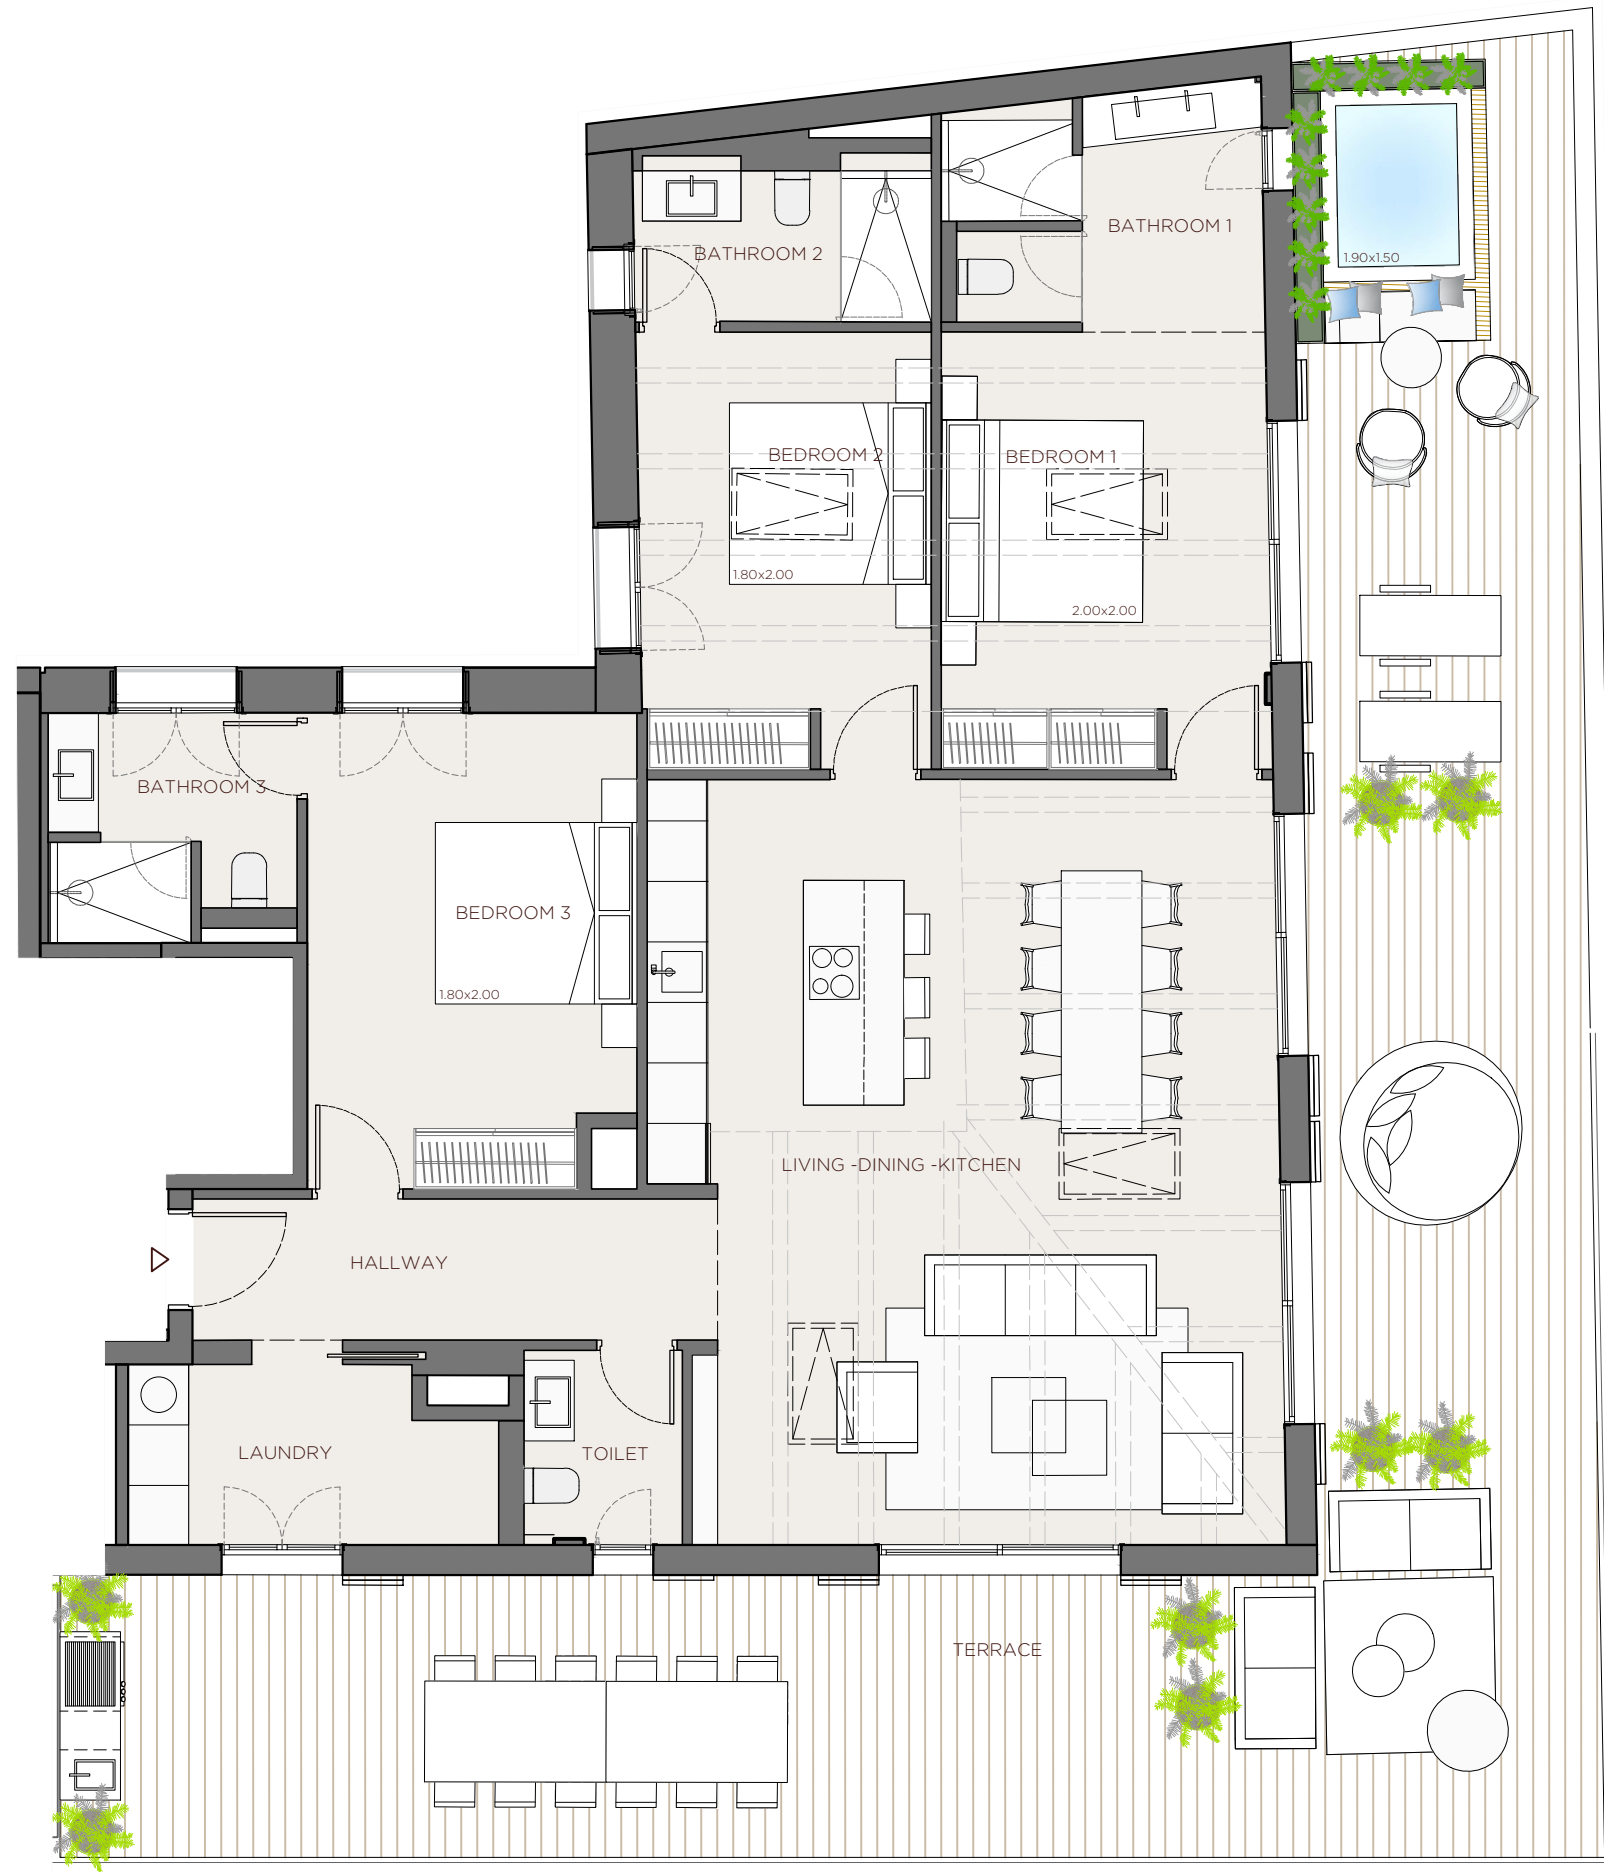 BATHROOM 1
BATHROOM 2
1.90x1.50
BEDROOM 2
BEDROOM 1
1.80x2.00
2.00x2.00
BATHROOM 3
BEDROOM 3
1.80x2.00
LIVING -DINING -KITCHEN
HALLWAY
LAUNDRY
TOILET
TERRACE